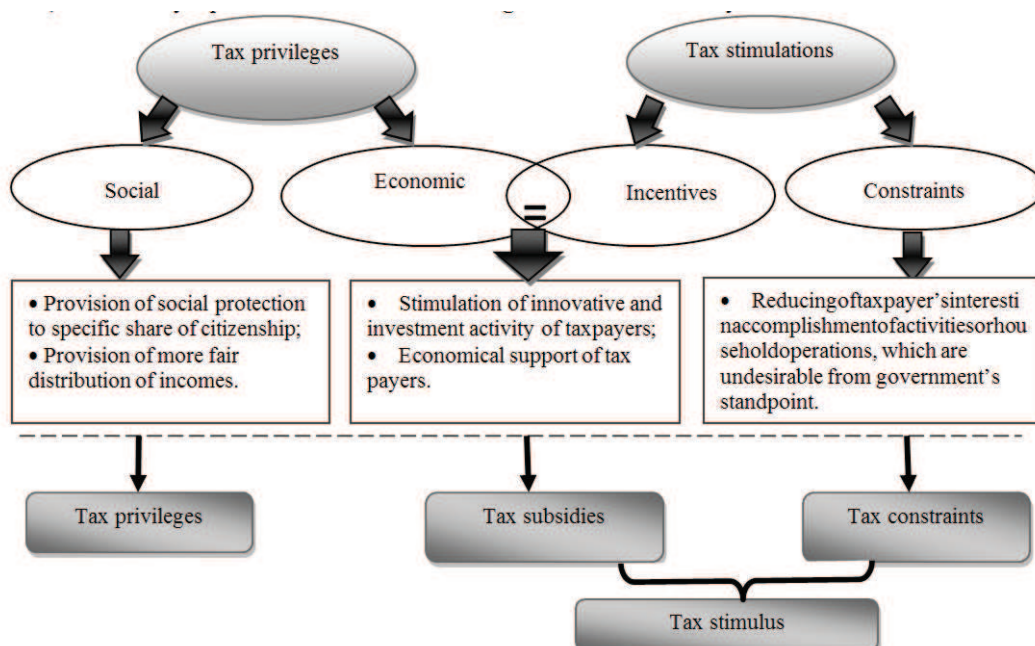 Tax privileges
Tax stimulations
Social
Economic
=
Incentives
Constraints
• Provision of social protection
to specific share of citizenship;
• Provision of more fair
distribution of incomes.
• Stimulation of innovative and
investment activity of taxpayers;
• Economical support of tax
payers.
• Reducingoftaxpayer'sinteresti
naccomplishmentofactivitiesorhou
seholdoperations, which are
undesirable from government's
standpoint.
Tax privileges
Tax subsidies
Tax constraints
Tax stimulus